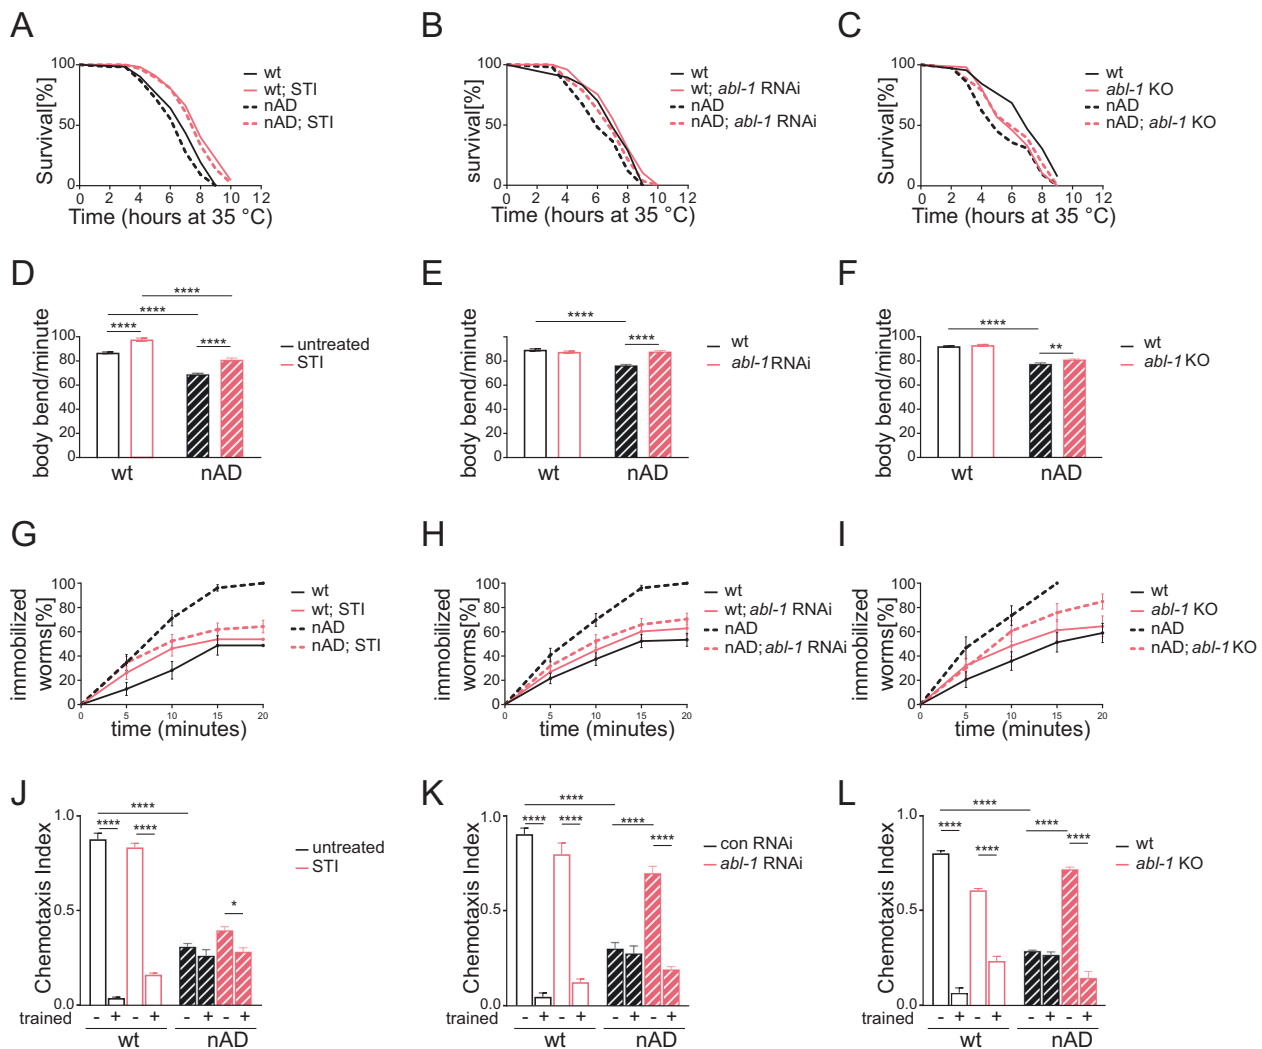 A
Survival[%]
100
50
0
0 2 4 6 8 10 12
Time (hours at 35 °C)
wt
wt; STI
nAD
nAD; STI
B
survival[%]
100
50
0
0 2 4 6 8 10 12
Time (hours at 35 °C)
wt
wt; abl-1 RNAi
nAD
nAD; abl-1 RNAi
C
Survival[%]
100
50
0
0 2 4 6 8 10 12
Time (hours at 35 °C)
wt
abl-1 KO
nAD
nAD; abl-1 KO
D
body bend/minute
100
80
60
40
20
0
****
****
**** ****
wt nAD
untreated
STI
E
body bend/minute
100
80
60
40
20
0
****
****
wt nAD
wt
abl-1 RNAi
F
body bend/minute
100
80
60
40
20
0
****
**
wt nAD
wt
abl-1 KO
G
immobilized
worms[%]
100
80
60
40
20
0
0 5 10 15 20
time (minutes)
wt
wt; STI
nAD
nAD; STI
H
immobilized
worms[%]
100
80
60
40
20
0
0 5 10 15 20
time (minutes)
wt
wt; abl-1 RNAi
nAD
nAD; abl-1 RNAi
I
immobilized
worms[%]
100
80
60
40
20
0
0 5 10 15 20
time (minutes)
wt
abl-1 KO
nAD
nAD; abl-1 KO
J
Chemotaxis Index
1.0
0.5
0.0
****
**** ****
*
trained - + - + - + - +
wt nAD
untreated
STI
K
Chemotaxis Index
1.0
0.5
0.0
****
**** **** ****
****
- + - + - + - +
wt nAD
con RNAi
abl-1 RNAi
L
Chemotaxis Index
1.0
0.5
0.0
****
**** ****
**** ****
trained - + - + - + - +
wt nAD
wt
abl-1 KO